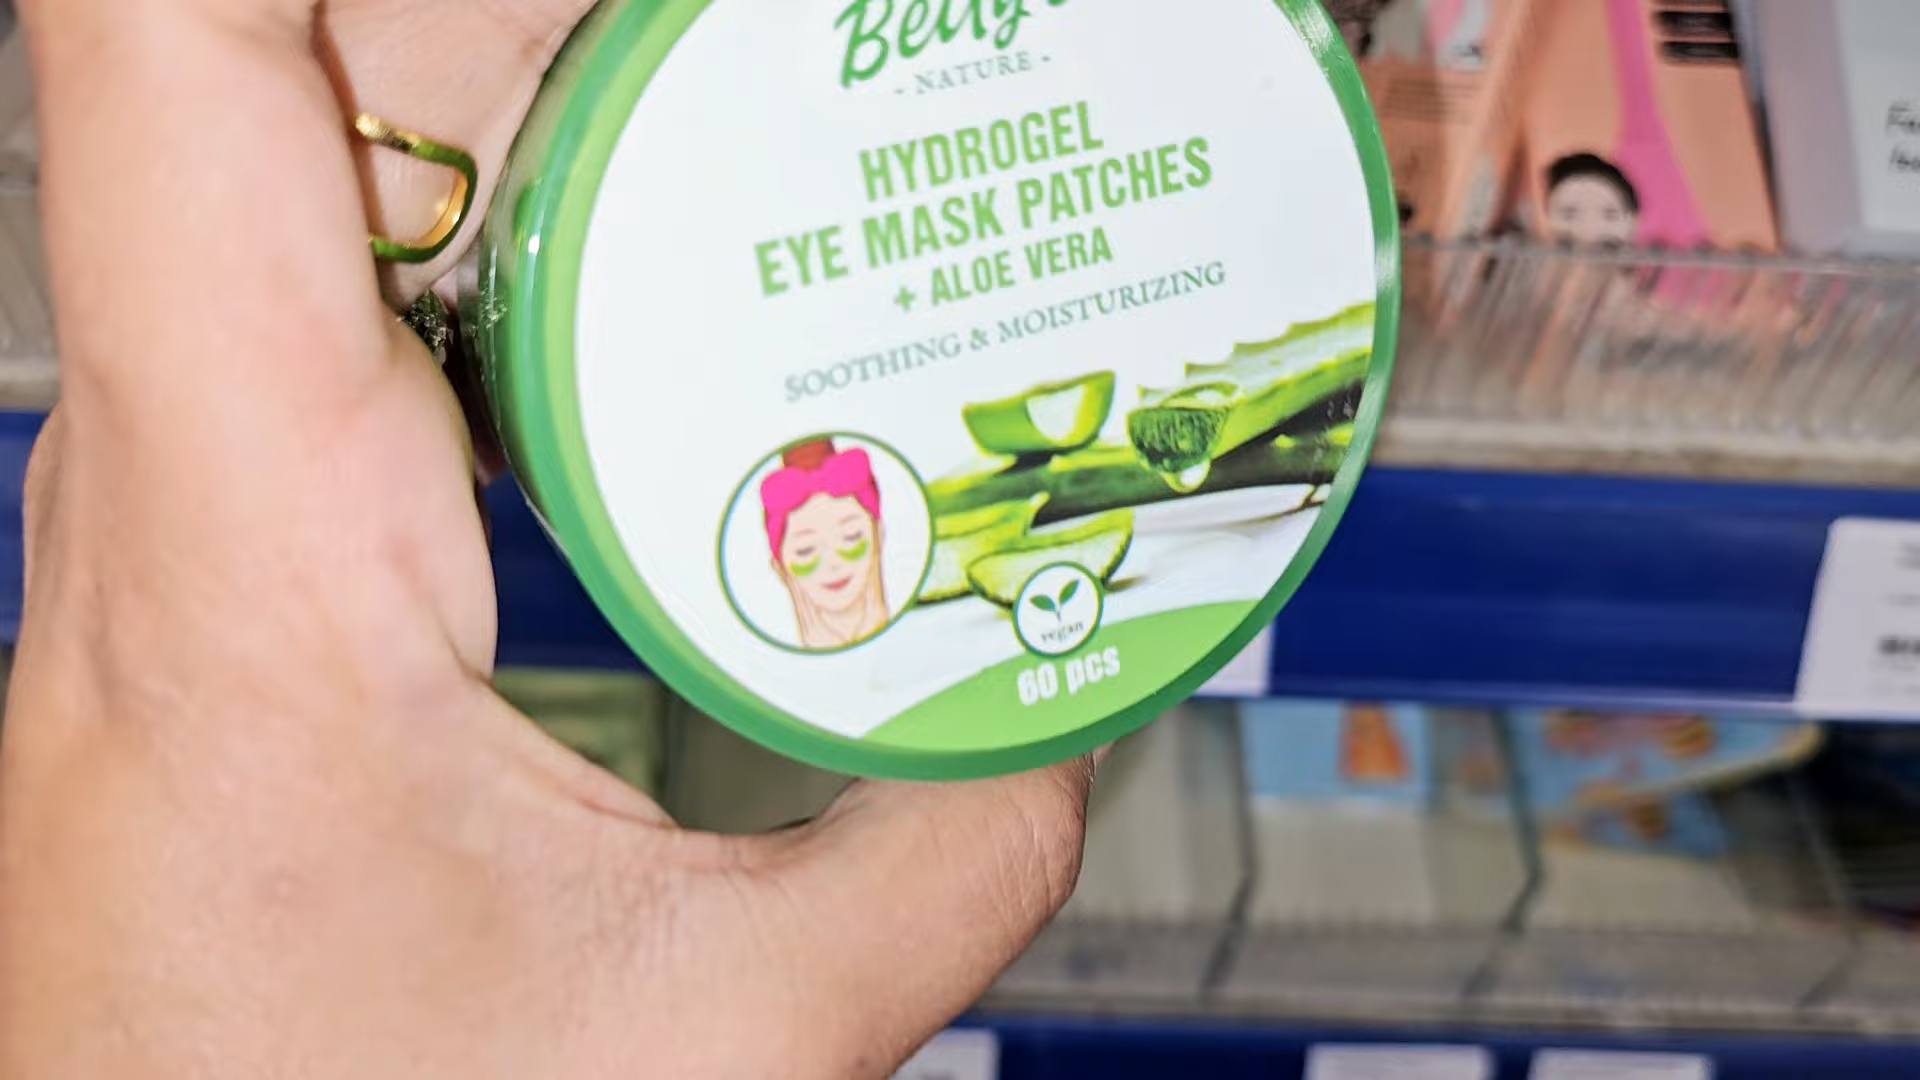 - NATURE -
HYDROGEL
EYE MASK PATCHES
+ ALOE VERA
SOOTHING & MOISTURIZING
vegan
60 pcs